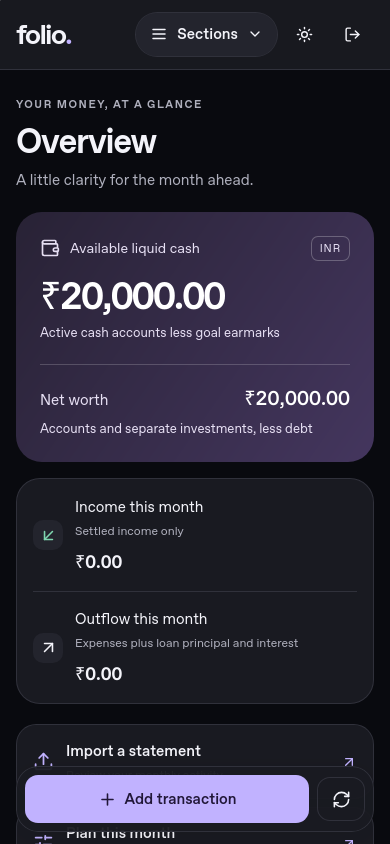 folio.
Sections
YOUR MONEY, AT A GLANCE
Overview
A little clarity for the month ahead.
Available liquid cash
INR
₹20,000.00
Active cash accounts less goal earmarks
Net worth
₹20,000.00
Accounts and separate investments, less debt
Income this month
Settled income only
₹0.00
Outflow this month
Expenses plus loan principal and interest
₹0.00
Import a statement
Add transaction
Plan this month